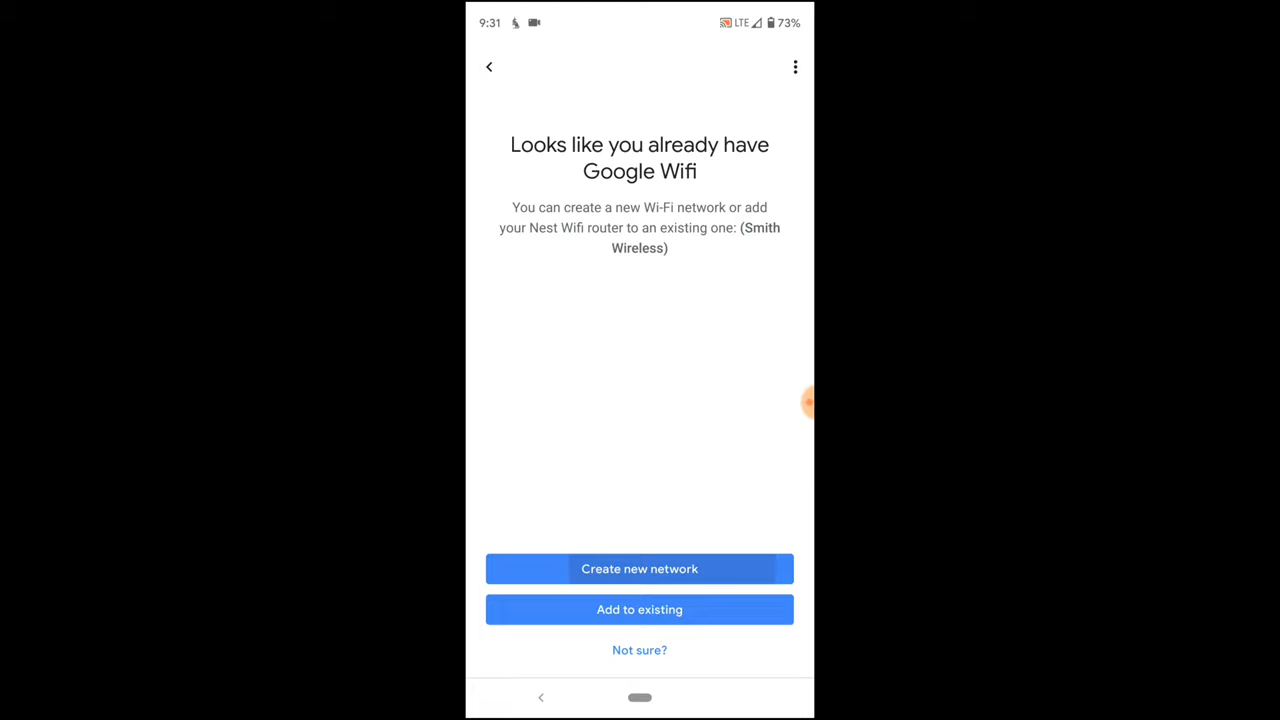 9:31 LTE 73%
Looks like you already have
Google Wifi
You can create a new Wi-Fi network or add
your Nest Wifi router to an existing one: (Smith
Wireless)
Create new network
Add to existing
Not sure?